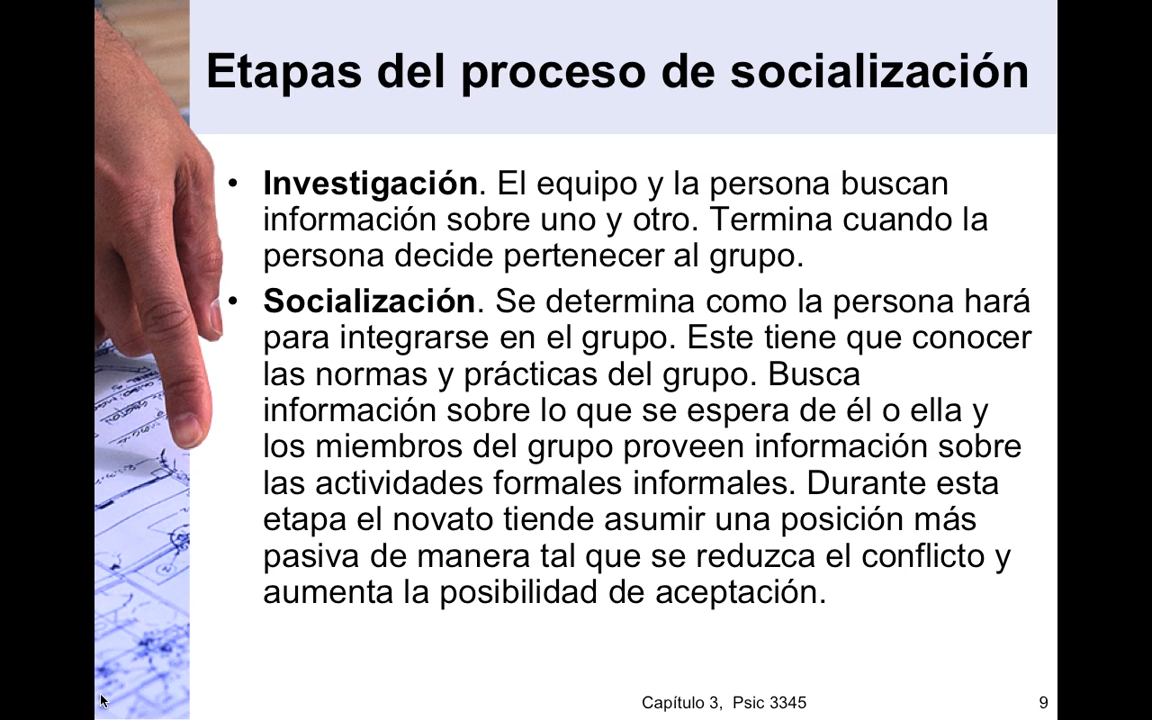 Etapas del proceso de socialización
• Investigación. El equipo y la persona buscan
información sobre uno y otro. Termina cuando la
persona decide pertenecer al grupo.
• Socialización. Se determina como la persona hará
para integrarse en el grupo. Este tiene que conocer
las normas y prácticas del grupo. Busca
información sobre lo que se espera de él o ella y
los miembros del grupo proveen información sobre
las actividades formales informales. Durante esta
etapa el novato tiende asumir una posición más
pasiva de manera tal que se reduzca el conflicto y
aumenta la posibilidad de aceptación.
Capítulo 3, Psic 3345
9